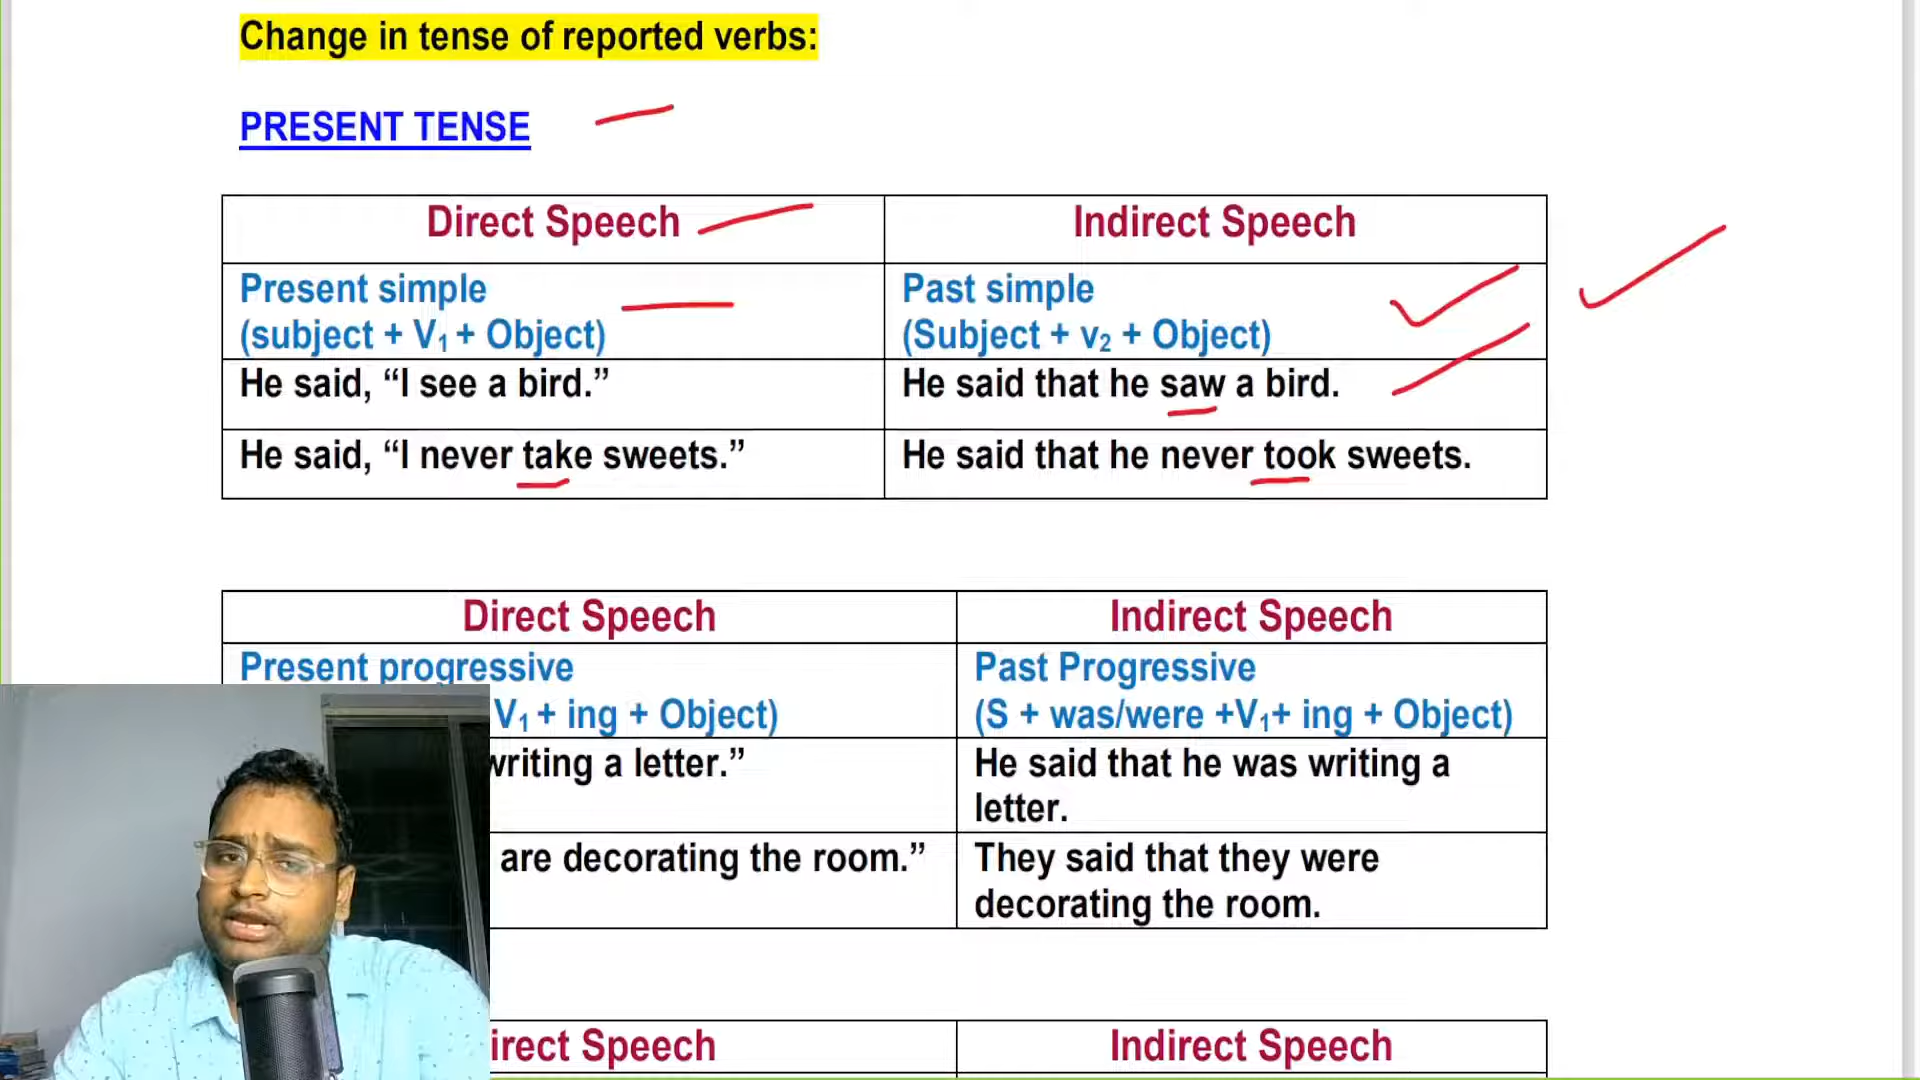 Change in tense of reported verbs:
PRESENT TENSE
Direct Speech
Indirect Speech
Present simple
(subject + V₁ + Object)
Past simple
(Subject + v₂ + Object)
He said, “I see a bird.”
He said that he saw a bird.
He said, “I never take sweets.”
He said that he never took sweets.
Direct Speech
Indirect Speech
Present progressive
V₁ + ing + Object)
Past Progressive
(S + was/were +V₁+ ing + Object)
writing a letter.”
He said that he was writing a
letter.
are decorating the room.”
They said that they were
decorating the room.
irect Speech
Indirect Speech